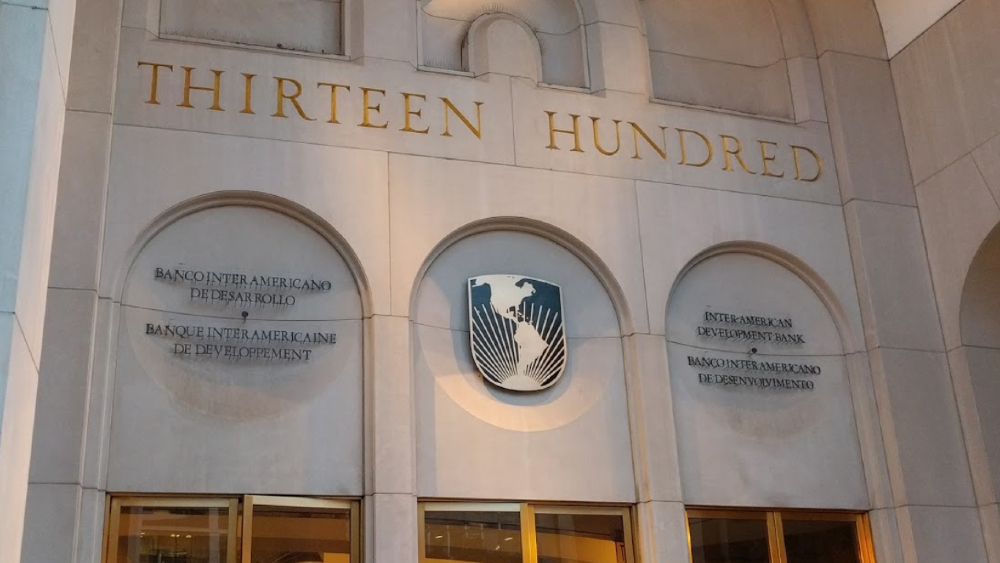 THIRTEEN HUNDRED
BANCO INTERAMERICANO
DE DESARROLLO
BANQUE INTERAMERICAINE
DE DEVELOPPEMENT
INTER-AMERICAN
DEVELOPMENT BANK
BANCO INTERAMERICANO
DE DESENVOLVIMENTO